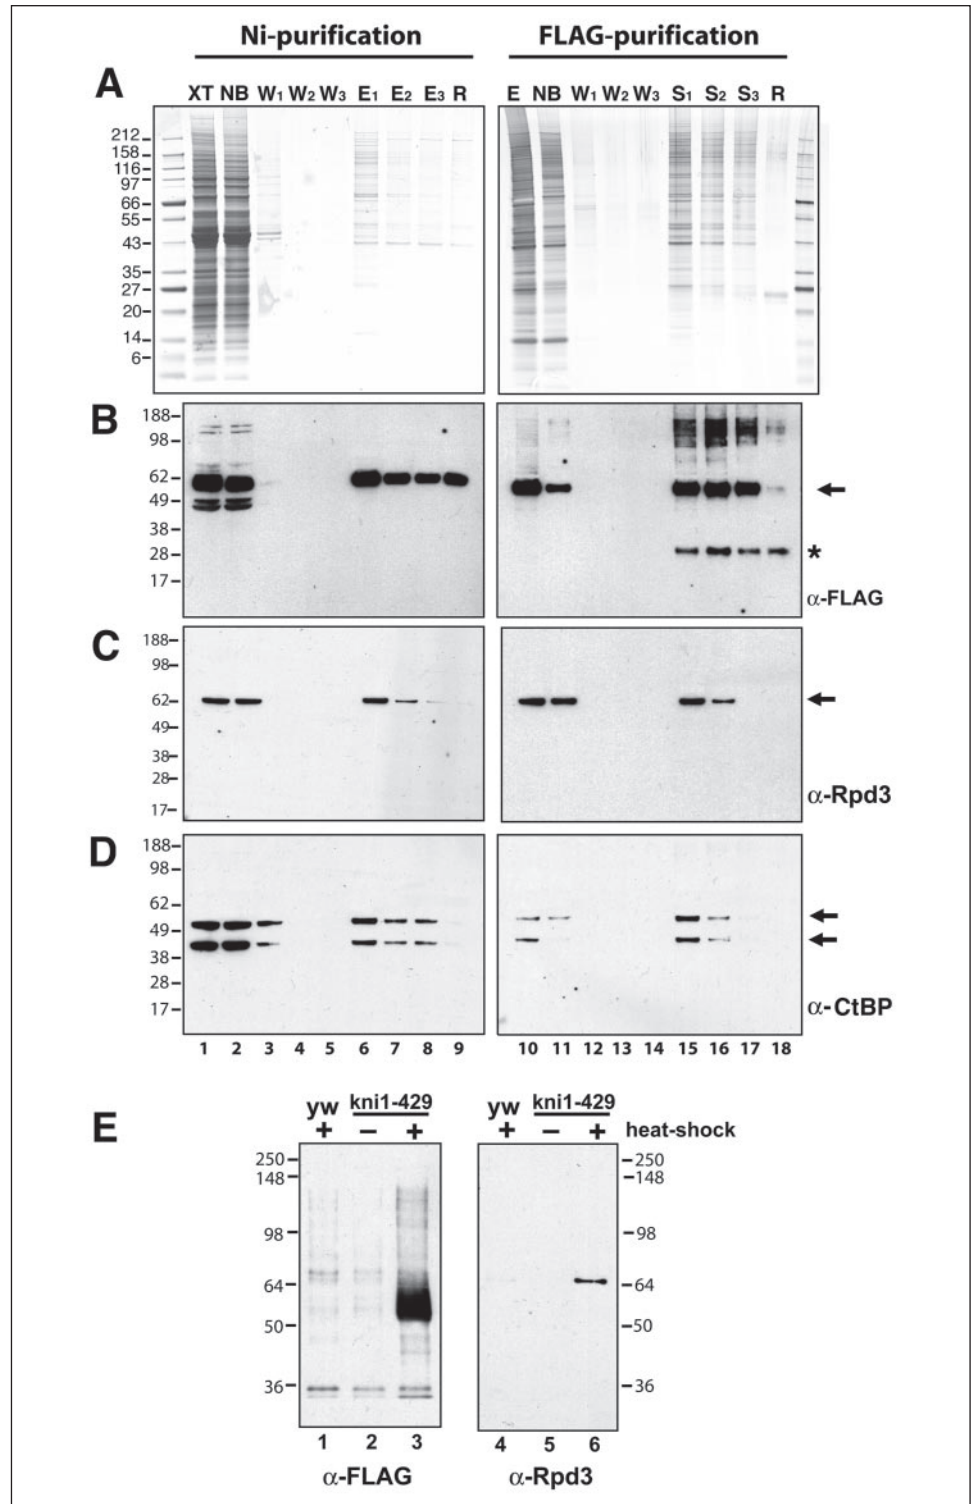 Ni-purification FLAG-purification
A
XT NB W1 W2 W3 E1 E2 E3 R E NB W1 W2 W3 S1 S2 S3 R
212
158
116
97
66
55
43
35
27
20
14
6
B
188
98
62
49
38
28
17
*
α-FLAG
C
188
98
62
49
38
28
17
α-Rpd3
D
188
98
62
49
38
28
17
α-CtBP
1 2 3 4 5 6 7 8 9 10 11 12 13 14 15 16 17 18
E
yw kni1-429 yw kni1-429
+ − + + − + heat-shock
250 250
148 148
98 98
64 64
50 50
36 36
1 2 3 4 5 6
α-FLAG α-Rpd3